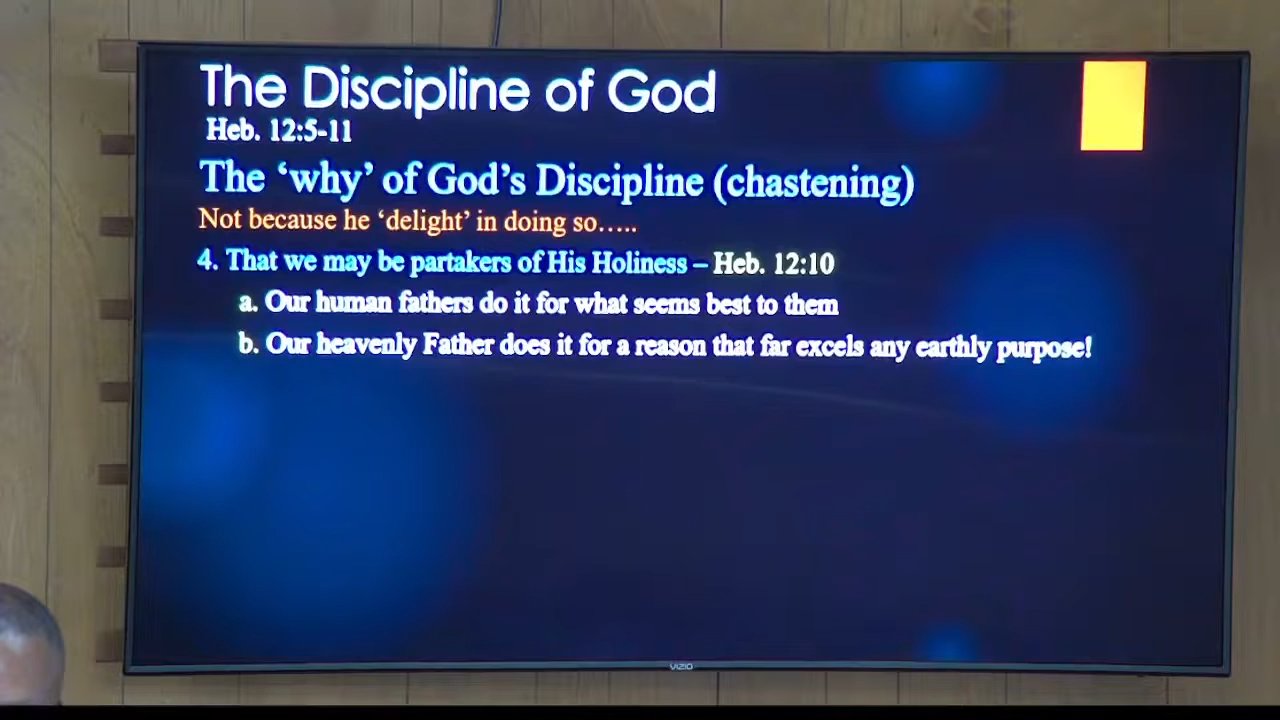 The Discipline of God
Heb. 12:5-11
The ‘why’ of God’s Discipline (chastening)
Not because he ‘delight’ in doing so…..
4. That we may be partakers of His Holiness – Heb. 12:10
a. Our human fathers do it for what seems best to them
b. Our heavenly Father does it for a reason that far excels any earthly purpose!
VIZIO